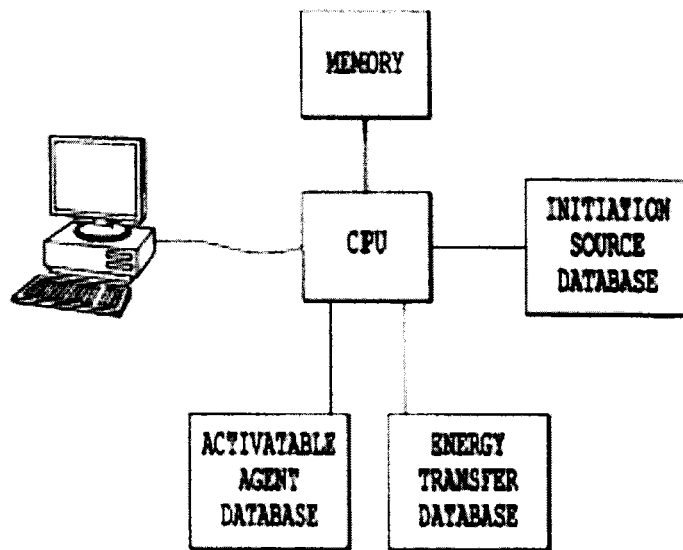 MEMORY
CPU
INITIATION
SOURCE
DATABASE
ACTIVATABLE
AGENT
DATABASE
ENERGY
TRANSFER
DATABASE